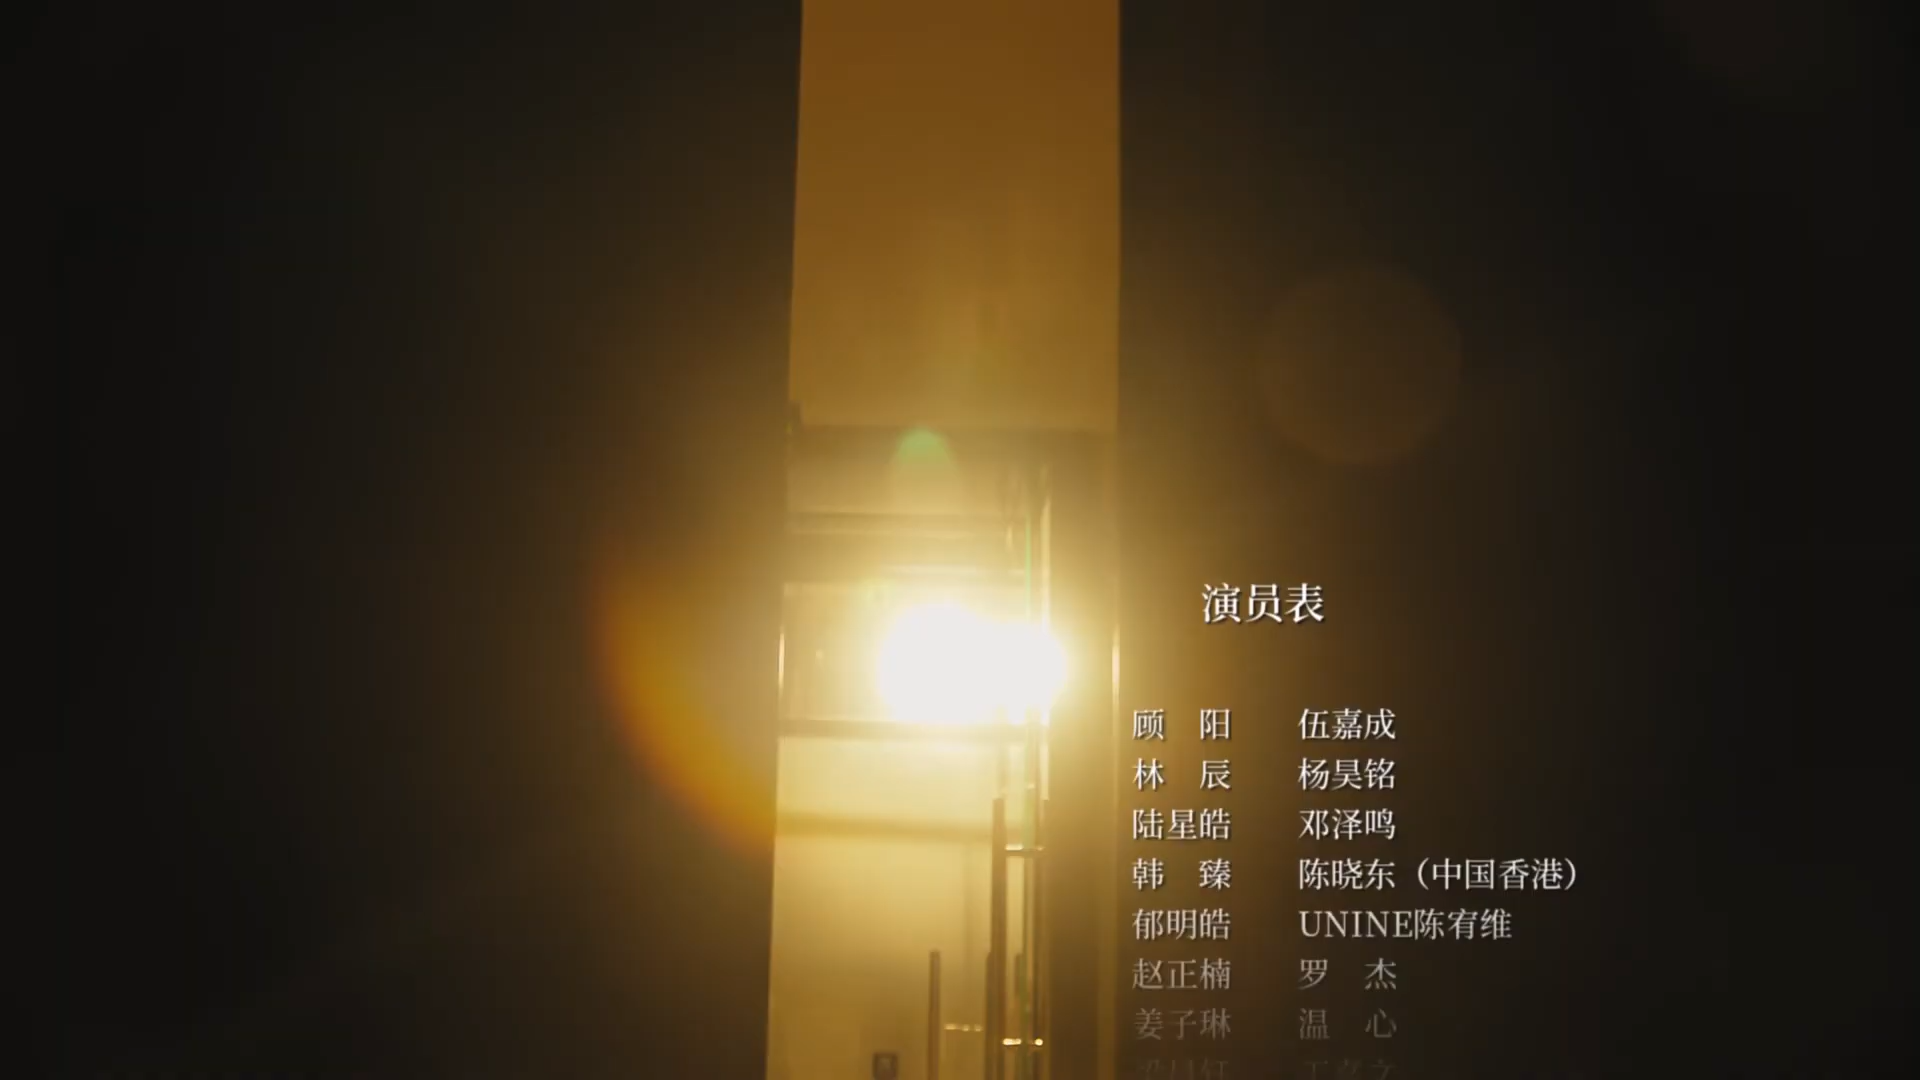 演员表
顾　阳　　伍嘉成
林　辰　　杨昊铭
陆星皓　　邓泽鸣
韩　臻　　陈晓东（中国香港）
郁明皓　　UNINE陈宥维
赵正楠　　罗　杰
姜子琳　　温　心